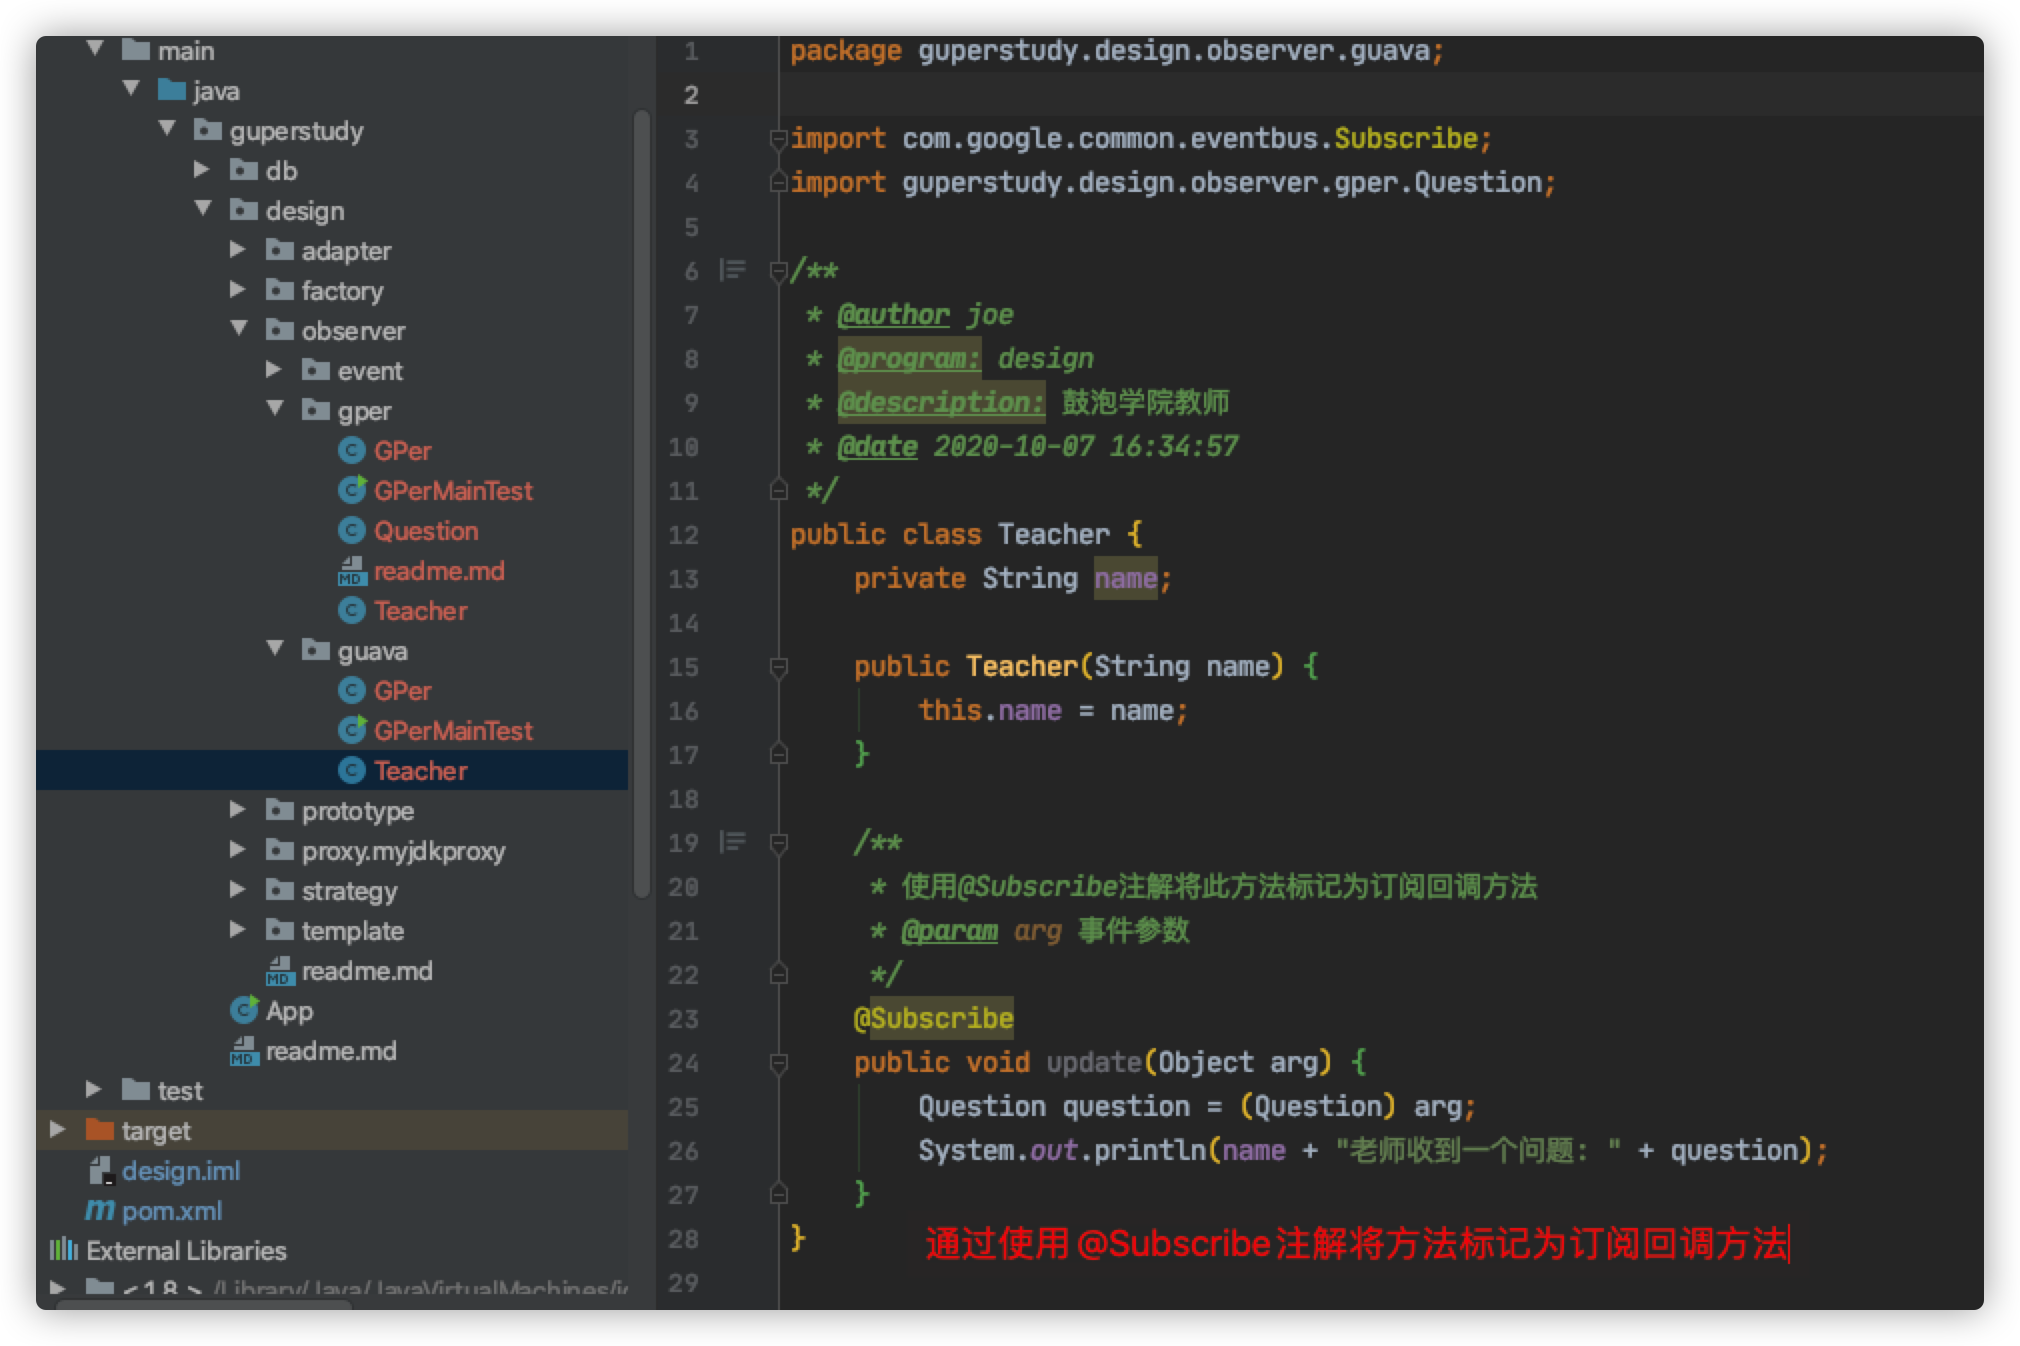 main
java
guperstudy
db
design
adapter
factory
observer
event
gper
GPer
GPerMainTest
Question
readme.md
Teacher
guava
GPer
GPerMainTest
Teacher
prototype
proxy.myjdkproxy
strategy
template
readme.md
App
readme.md
test
target
design.iml
pom.xml
External Libraries
< 1.8 > /Library/Java/JavaVirtualMachines/
1 package guperstudy.design.observer.guava;
2
3 import com.google.common.eventbus.Subscribe;
4 import guperstudy.design.observer.gper.Question;
5
6 /**
7 * @author joe
8 * @program: design
9 * @description: 鼓泡学院教师
10 * @date 2020-10-07 16:34:57
11 */
12 public class Teacher {
13 private String name;
14
15 public Teacher(String name) {
16 this.name = name;
17 }
18
19 /**
20 * 使用@Subscribe注解将此方法标记为订阅回调方法
21 * @param arg 事件参数
22 */
23 @Subscribe
24 public void update(Object arg) {
25 Question question = (Question) arg;
26 System.out.println(name + "老师收到一个问题: " + question);
27 }
28 }
通过使用 @Subscribe 注解将方法标记为订阅回调方法
29